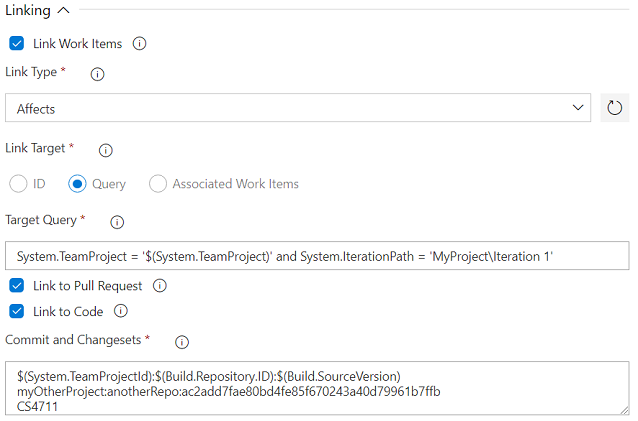 Linking
Link Work Items
Link Type *
Affects
Link Target *
ID Query Associated Work Items
Target Query *
System.TeamProject = '$(System.TeamProject)' and System.IterationPath = 'MyProject\Iteration 1'
Link to Pull Request
Link to Code
Commit and Changesets *
$(System.TeamProjectId):$(Build.Repository.ID):$(Build.SourceVersion)
myOtherProject:anotherRepo:ac2add7fae80bd4fe85f670243a40d79961b7ffb
CS4711